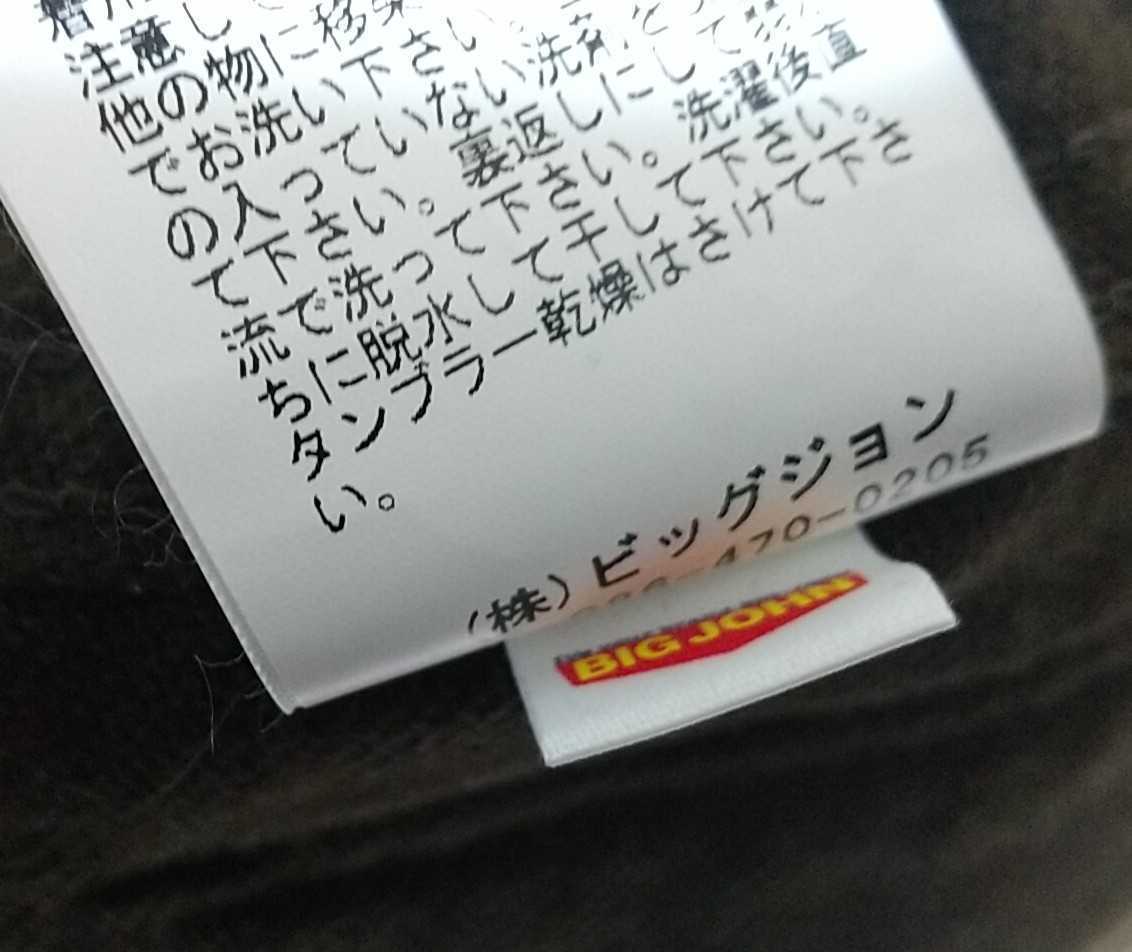 注意し
他の物に移染
でお洗い下さい。
の入っていない洗剤を
て下さい。裏返しにして
流で洗って下さい。洗濯後直
ちに脱水して干して下さい。
タンブラー乾燥はさけて下さ
い。
(株)ビッグジョン
-470-0205
BIG JOHN